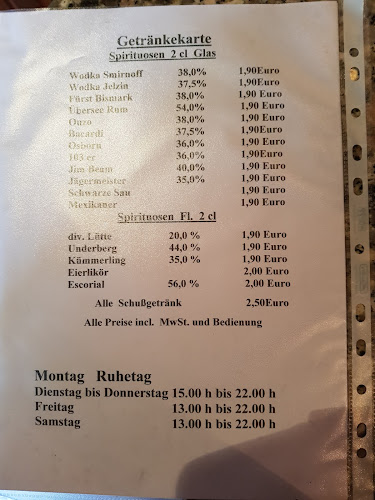 Getränkekarte
Spirituosen 2 cl Glas
Wodka Smirnoff 38,0% 1,90Euro
Wodka Jelzin 37,5% 1,90Euro
Fürst Bismark 38,0% 1,90 Euro
Übersee Rum 54,0% 1,90 Euro
Ouzo 38,0% 1,90 Euro
Bacardi 37,5% 1,90Euro
Osborn 36,0% 1,90 Euro
103 er 36,0% 1,90Euro
Jim Beam 40,0% 1,90 Euro
Jägermeister 35,0% 1,90 Euro
Schwarze Sau 1,90 Euro
Mexikaner 1,90 Euro
Spirituosen Fl. 2 cl
div. Lütte 20,0 % 1,90 Euro
Underberg 44,0 % 1,90 Euro
Kümmerling 35,0 % 1,90 Euro
Eierlikör 2,00 Euro
Escorial 56,0 % 2,00 Euro
Alle Schußgetränk 2,50Euro
Alle Preise incl. MwSt. und Bedienung
Montag Ruhetag
Dienstag bis Donnerstag 15.00 h bis 22.00 h
Freitag 13.00 h bis 22.00 h
Samstag 13.00 h bis 22.00 h